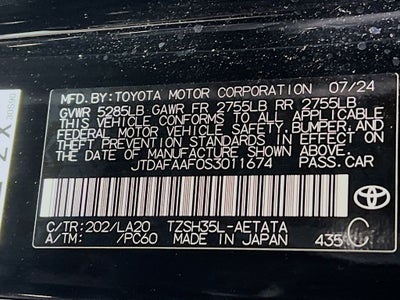 MFD. BY: TOYOTA MOTOR CORPORATION 07/24
GVWR 5285LB, GAWR FR 2755LB RR 2755LB
THIS VEHICLE CONFORMS TO ALL APPLICABLE
FEDERAL MOTOR VEHICLE SAFETY, BUMPER, AND
THEFT PREVENTION STANDARDS IN EFFECT ON
THE DATE OF MANUFACTURE SHOWN ABOVE.
JTDAFAAF0S3011674 PASS.CAR
C/TR: 202/LA20 TZSH35L-AETATA
A/TM: /PC60 MADE IN JAPAN 435
C
TOYOTA